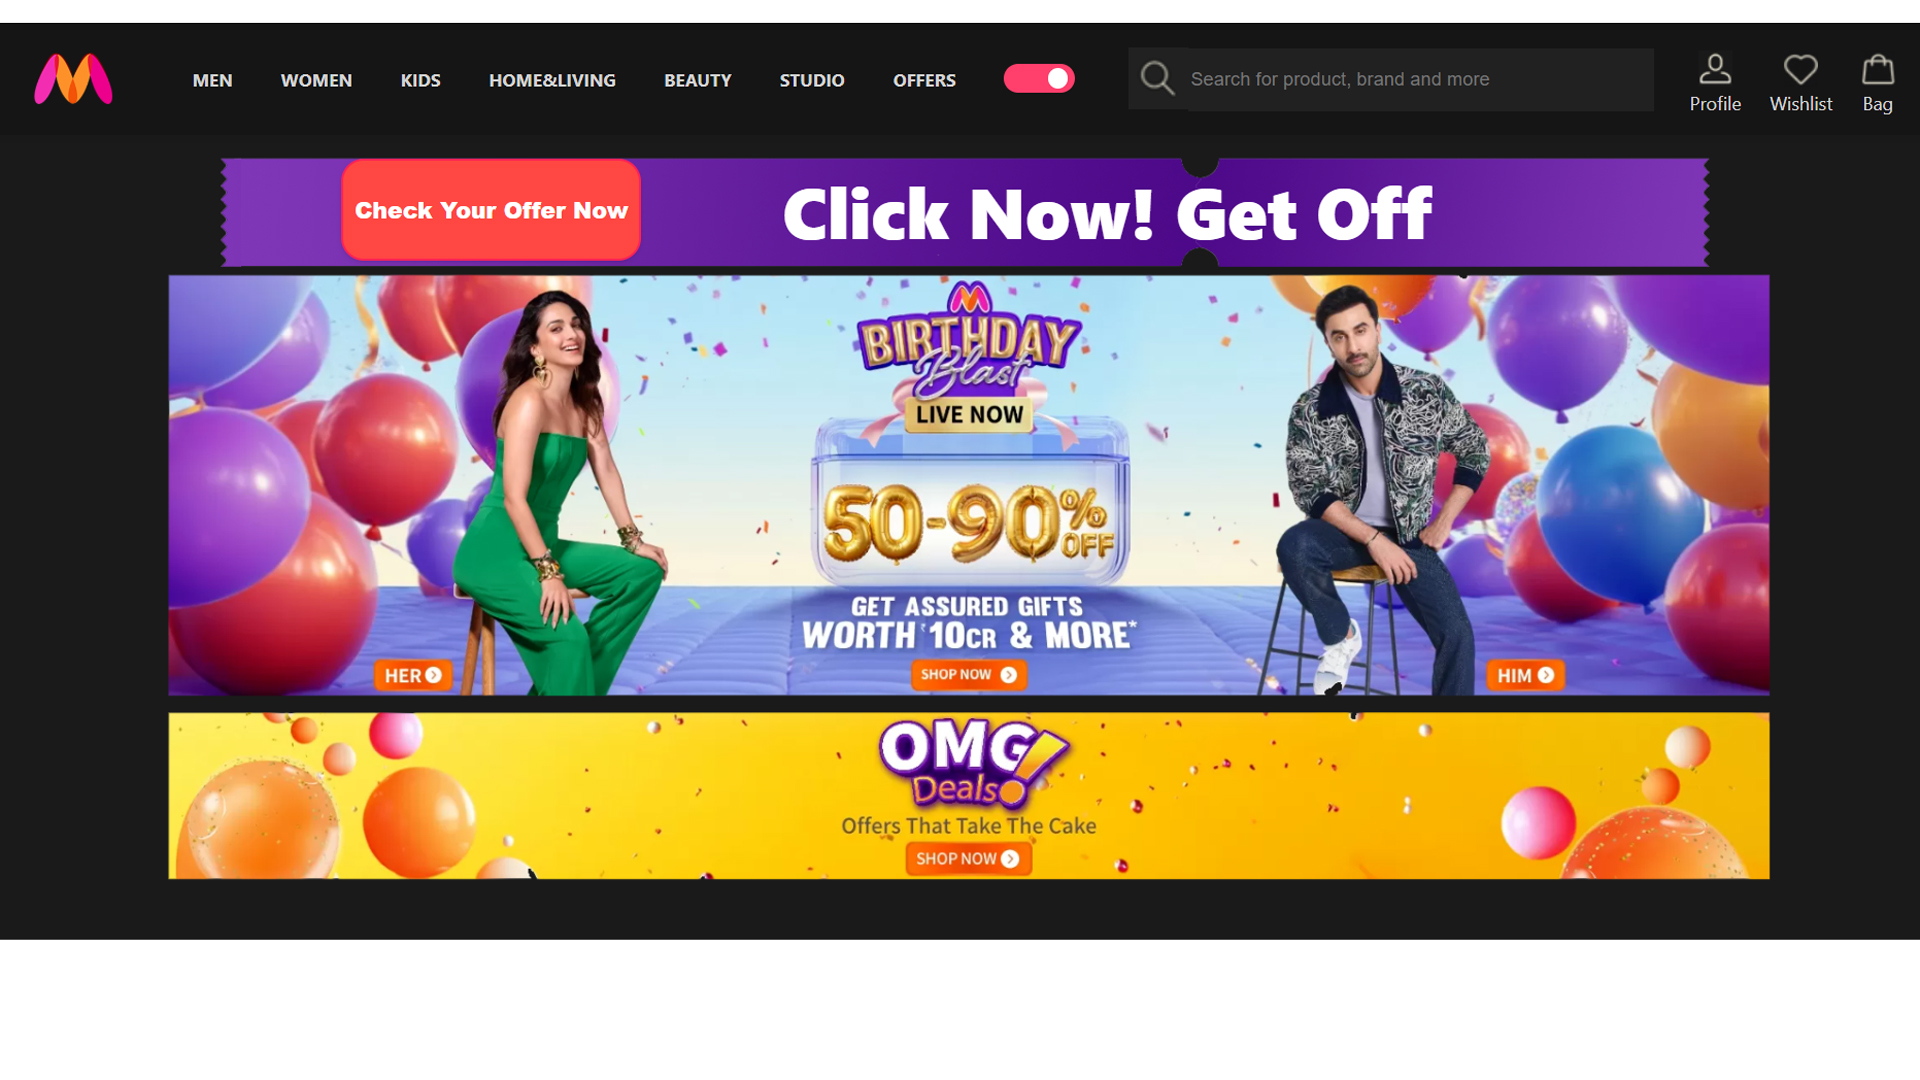 MEN WOMEN KIDS HOME&LIVING BEAUTY STUDIO OFFERS Search for product, brand and more
Profile Wishlist Bag
Check Your Offer Now Click Now! Get Off
BIRTHDAY
Blast
LIVE NOW
50-90% OFF
GET ASSURED GIFTS
WORTH ₹10CR & MORE*
HER SHOP NOW HIM
OMG!
Deals
Offers That Take The Cake
SHOP NOW